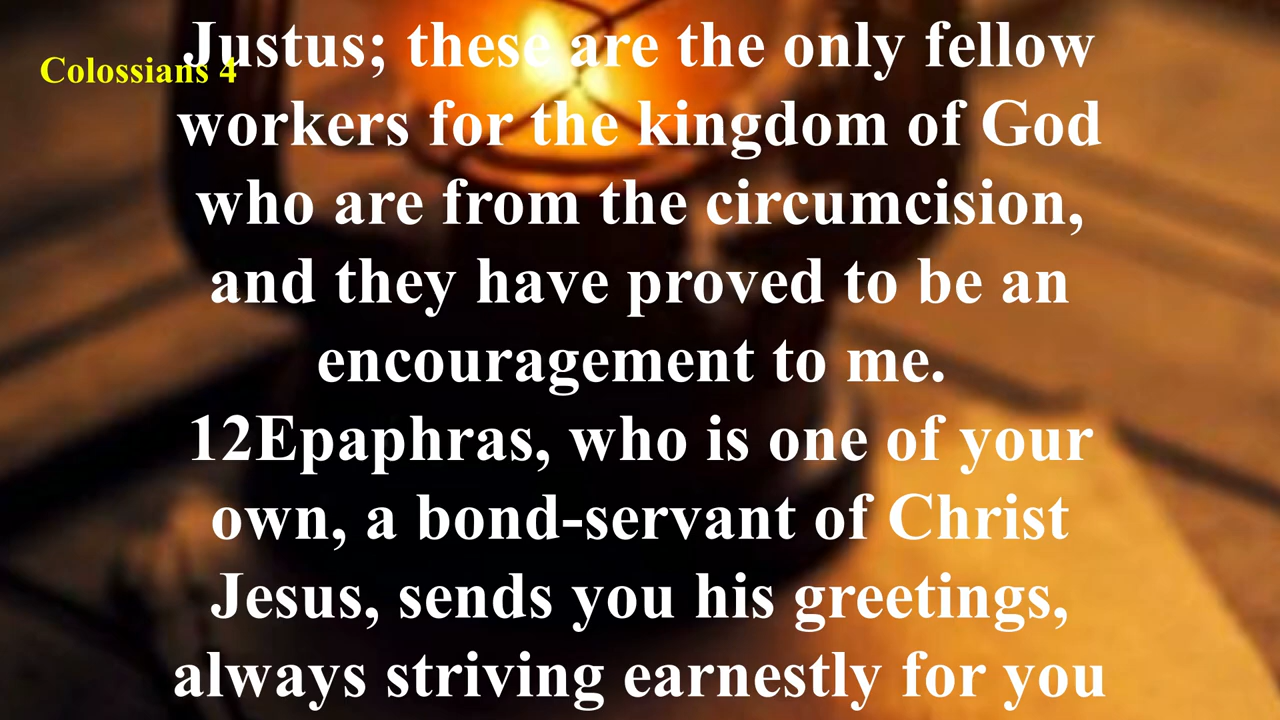 Colossians 4
Justus; these are the only fellow
workers for the kingdom of God
who are from the circumcision,
and they have proved to be an
encouragement to me.
12Epaphras, who is one of your
own, a bond-servant of Christ
Jesus, sends you his greetings,
always striving earnestly for you